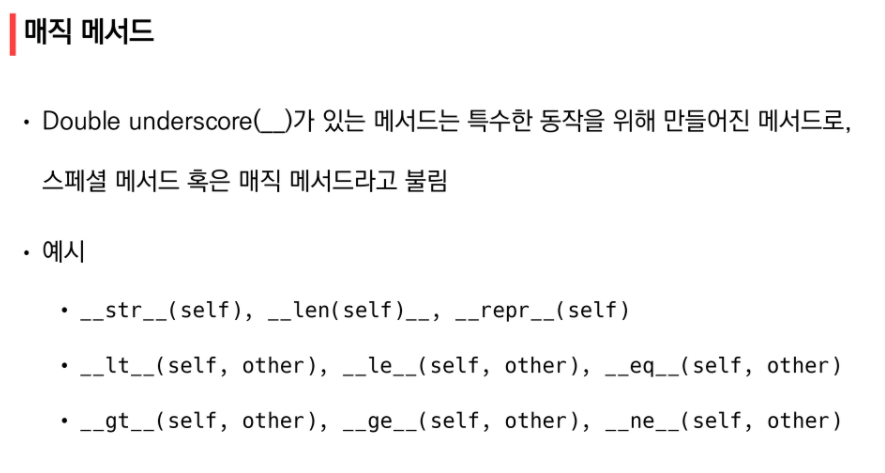 매직 메서드
• Double underscore(__)가 있는 메서드는 특수한 동작을 위해 만들어진 메서드로,
스페셜 메서드 혹은 매직 메서드라고 불림
• 예시
• __str__(self), __len(self)__, __repr__(self)
• __lt__(self, other), __le__(self, other), __eq__(self, other)
• __gt__(self, other), __ge__(self, other), __ne__(self, other)